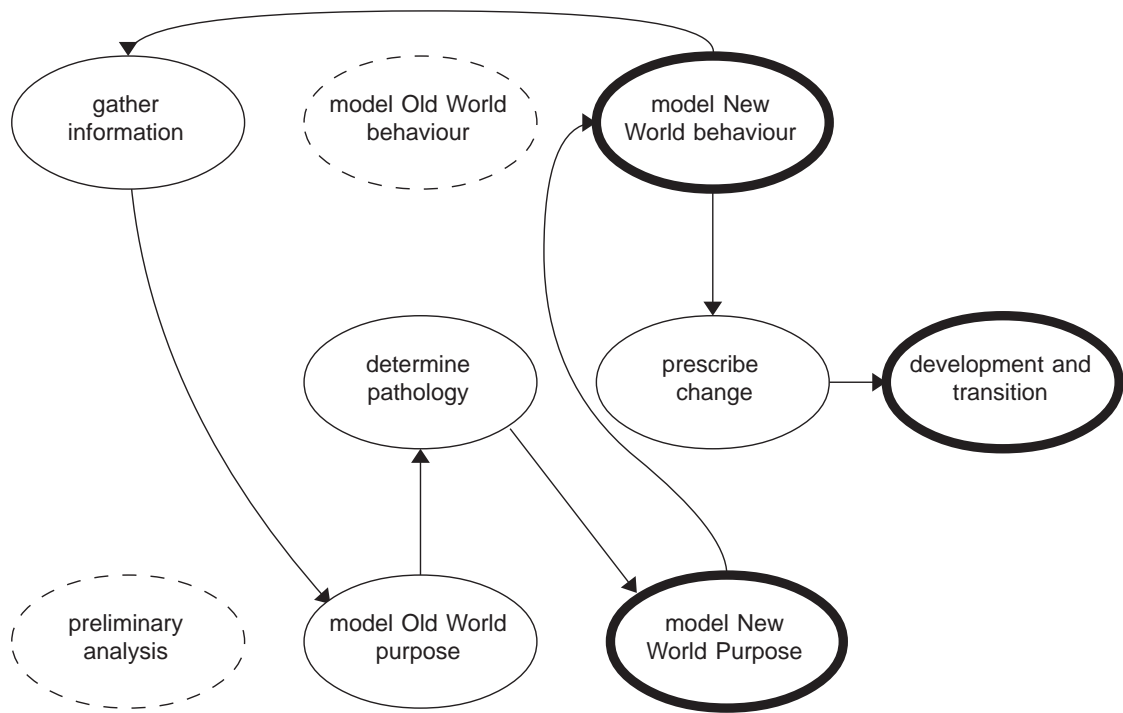 gather
information
model Old World
behaviour
model New
World behaviour
determine
pathology
prescribe
change
development and
transition
preliminary
analysis
model Old World
purpose
model New
World Purpose